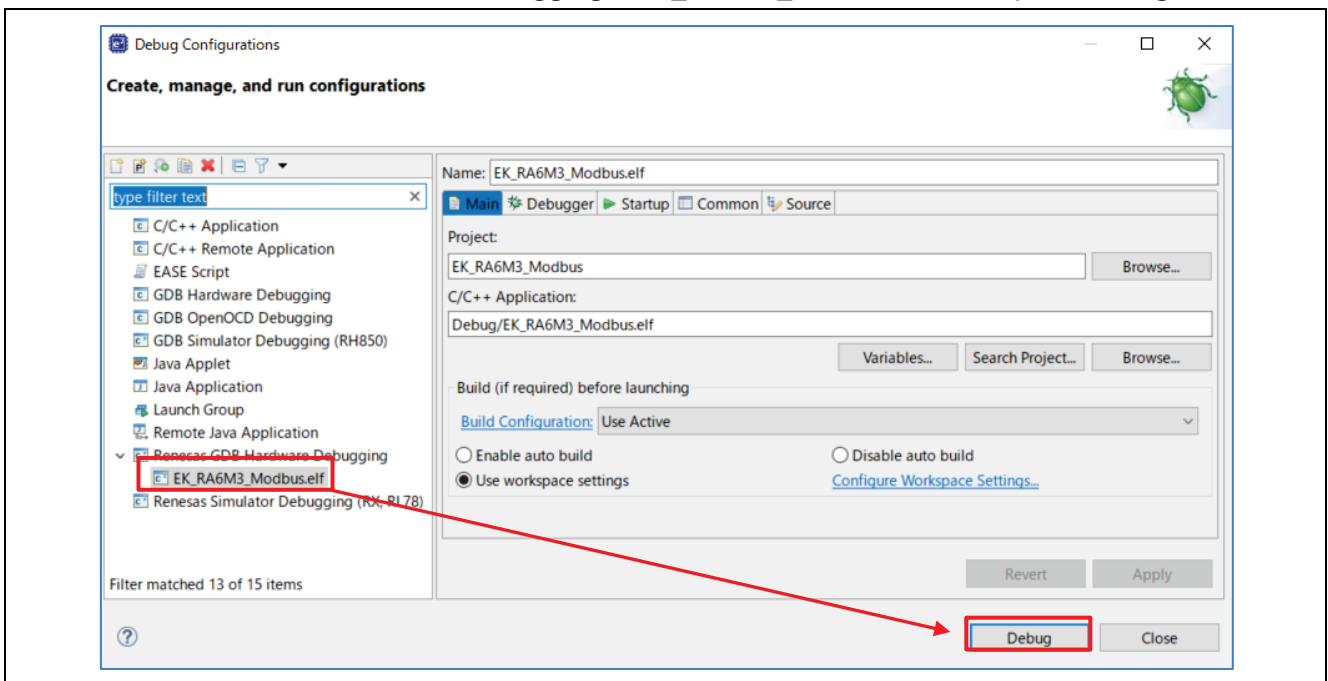 Debug Configurations
Create, manage, and run configurations
type filter text
C/C++ Application
C/C++ Remote Application
EASE Script
GDB Hardware Debugging
GDB OpenOCD Debugging
GDB Simulator Debugging (RH850)
Java Applet
Java Application
Launch Group
Remote Java Application
Renesas GDB Hardware Debugging
EK_RA6M3_Modbus.elf
Renesas Simulator Debugging (RX, RL78)
Filter matched 13 of 15 items
Name: EK_RA6M3_Modbus.elf
Main Debugger Startup Common Source
Project:
EK_RA6M3_Modbus Browse...
C/C++ Application:
Debug/EK_RA6M3_Modbus.elf
Variables... Search Project... Browse...
Build (if required) before launching
Build Configuration: Use Active
Enable auto build Disable auto build
Use workspace settings Configure Workspace Settings...
Revert Apply
Debug Close